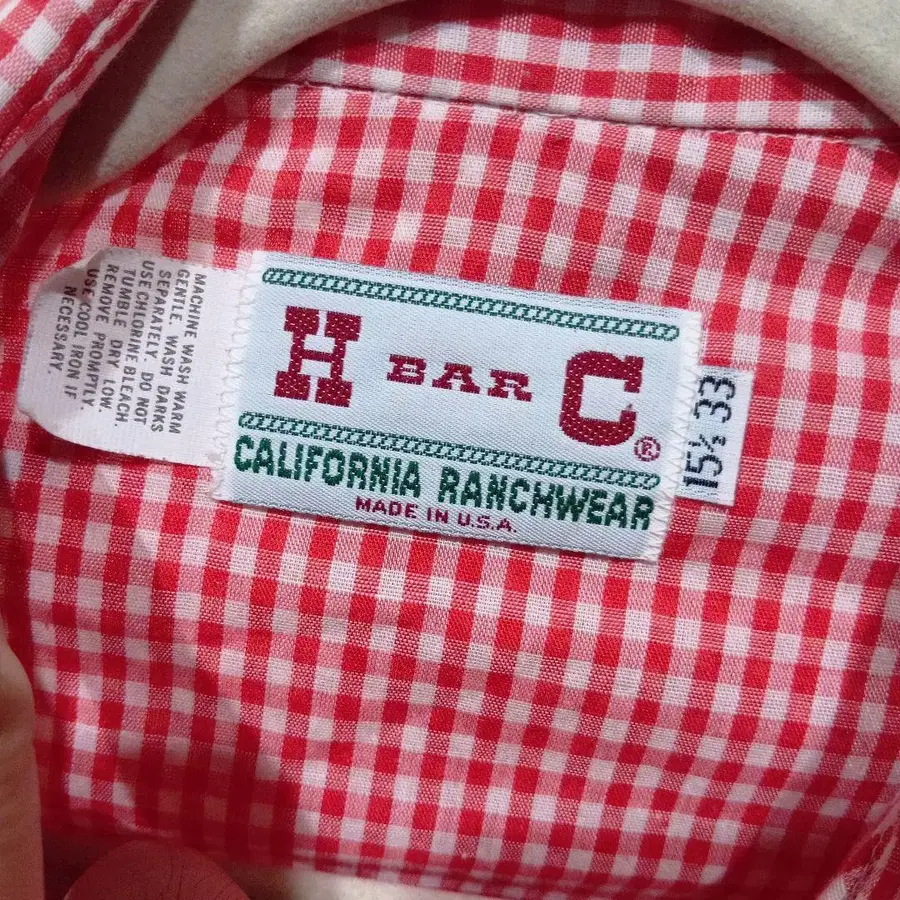 H BAR C ®
CALIFORNIA RANCHWEAR
MADE IN U.S.A.
15½ 33
MACHINE WASH WARM
GENTLE. WASH DARKS
SEPARATELY. DO NOT
USE CHLORINE BLEACH.
TUMBLE DRY LOW.
REMOVE PROMPTLY.
USE COOL IRON IF
NECESSARY.